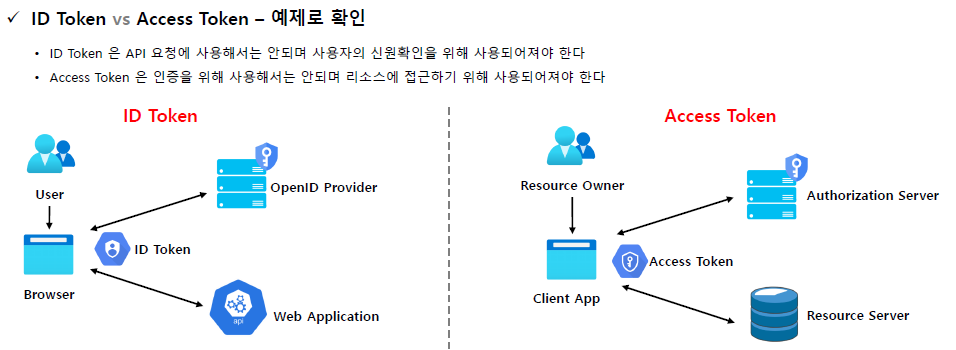 ✓ ID Token vs Access Token – 예제로 확인
• ID Token 은 API 요청에 사용해서는 안되며 사용자의 신원확인을 위해 사용되어져야 한다
• Access Token 은 인증을 위해 사용해서는 안되며 리소스에 접근하기 위해 사용되어져야 한다
ID Token
User
OpenID Provider
ID Token
Browser
api
Web Application
Access Token
Resource Owner
Authorization Server
Access Token
Client App
Resource Server